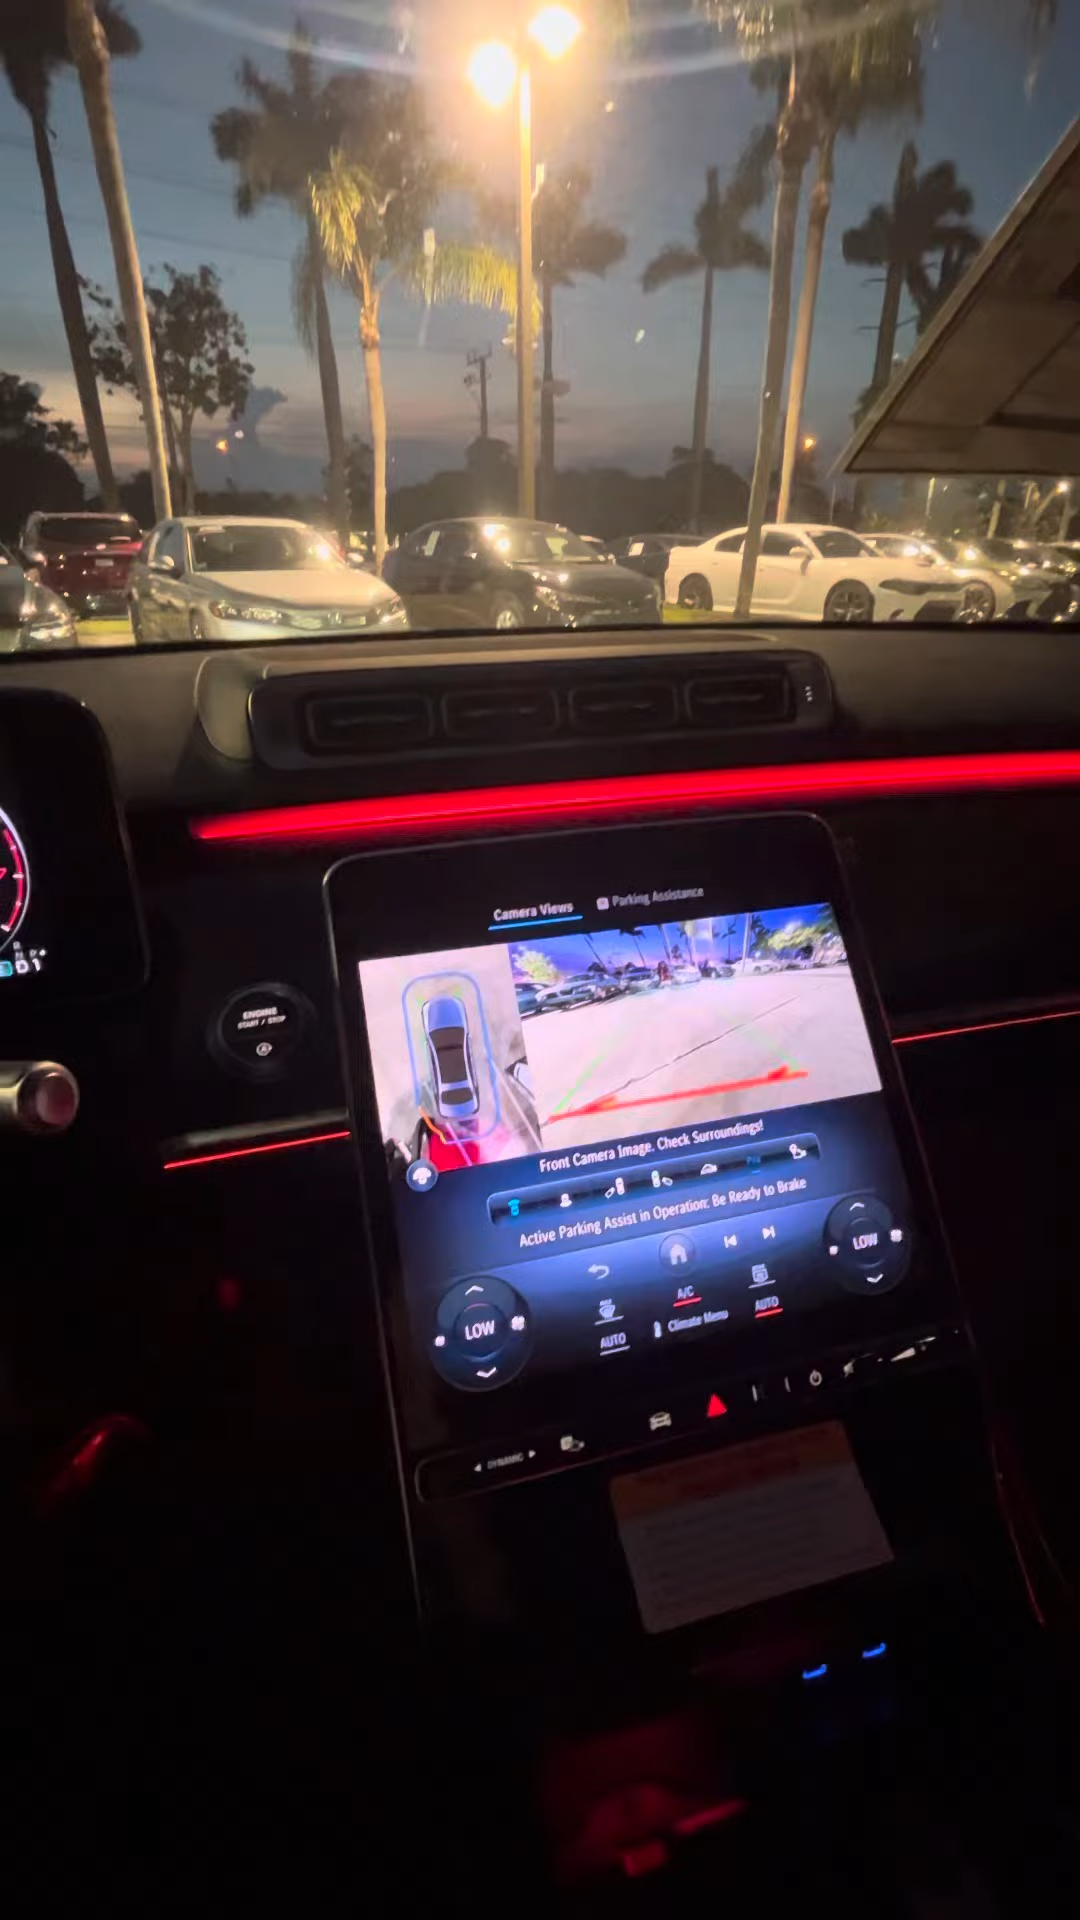 Camera Views
Parking Assistance
D1
ENGINE
START / STOP
Front Camera Image. Check Surroundings!
Active Parking Assist in Operation: Be Ready to Brake
LOW
A/C
LOW
AUTO
Climate Menu
AUTO
DYNAMIC